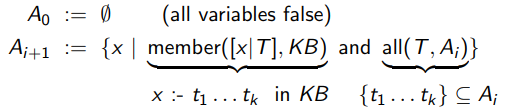 A₀ := ∅ (all variables false)
Aᵢ₊₁ := {x | member([x|T], KB) and all(T, Aᵢ)}
x :- t₁ … tₖ in KB {t₁ … tₖ} ⊆ Aᵢ